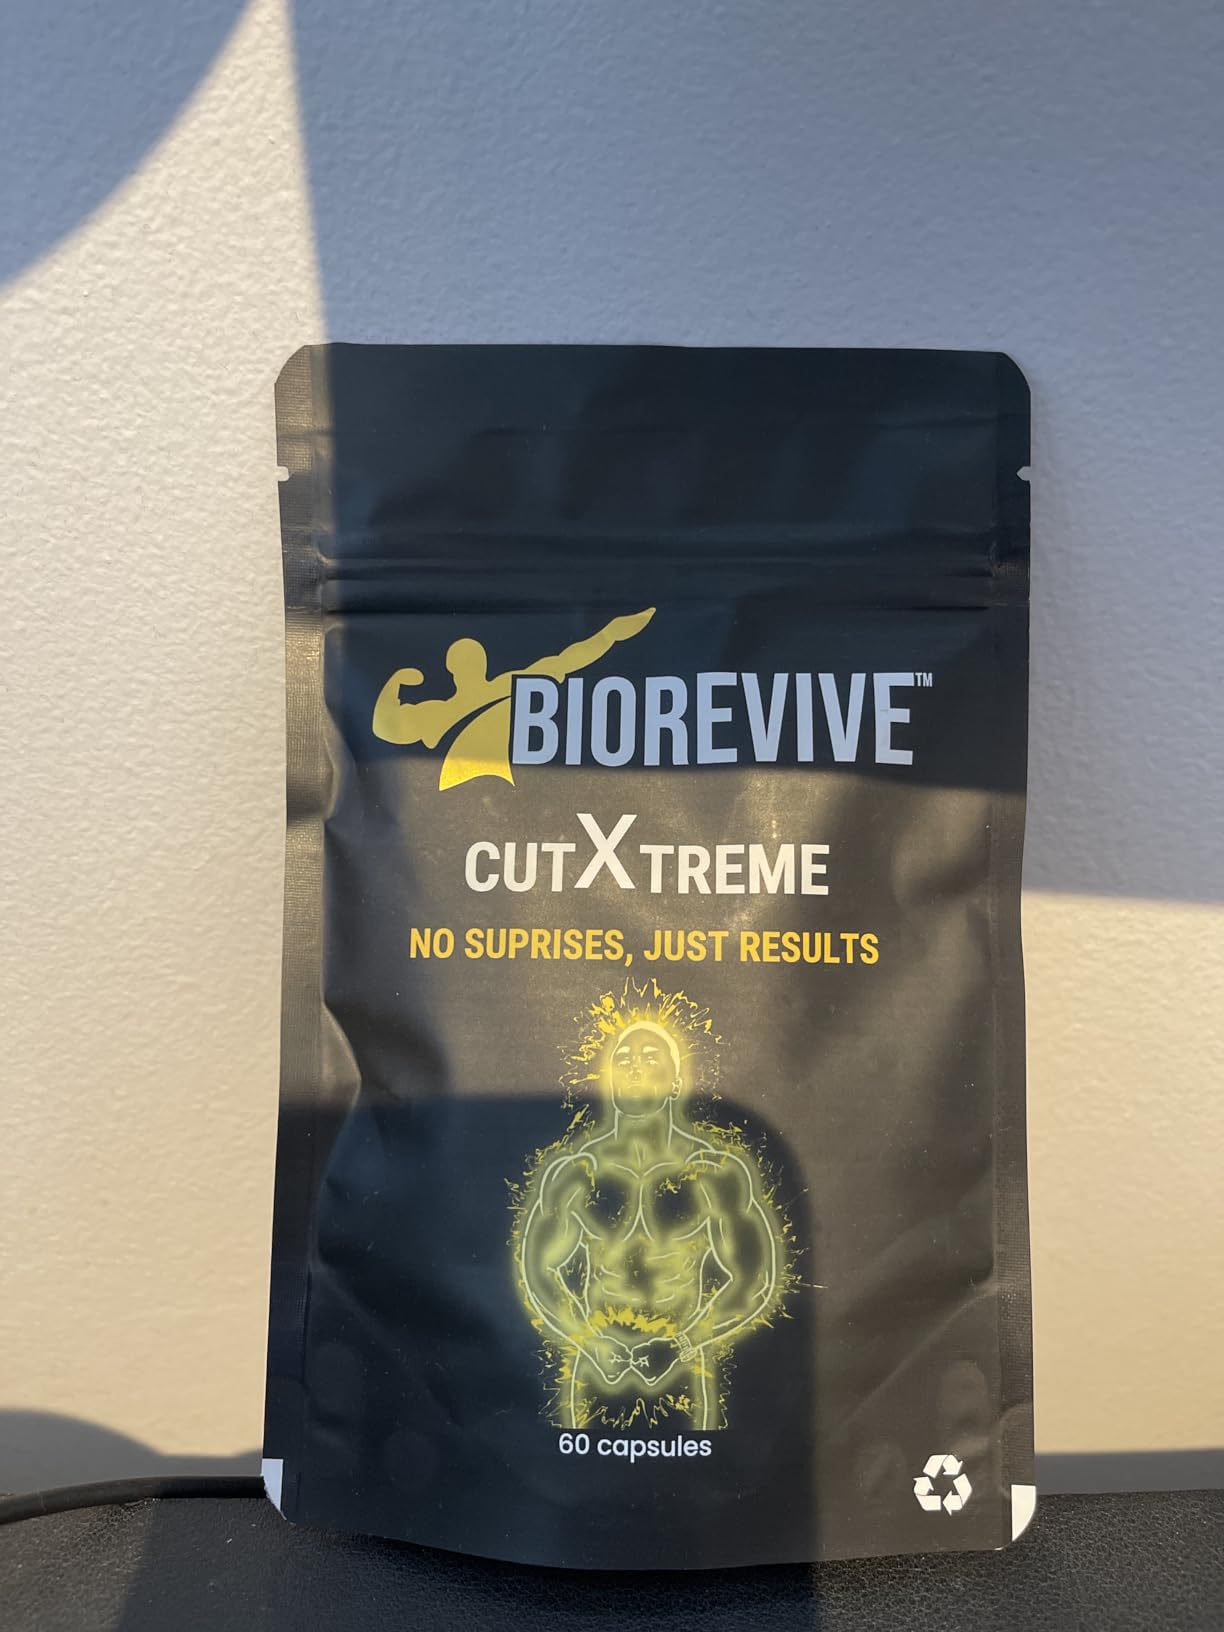 BIOREVIVE™
CUTXTREME
NO SUPRISES, JUST RESULTS
60 capsules